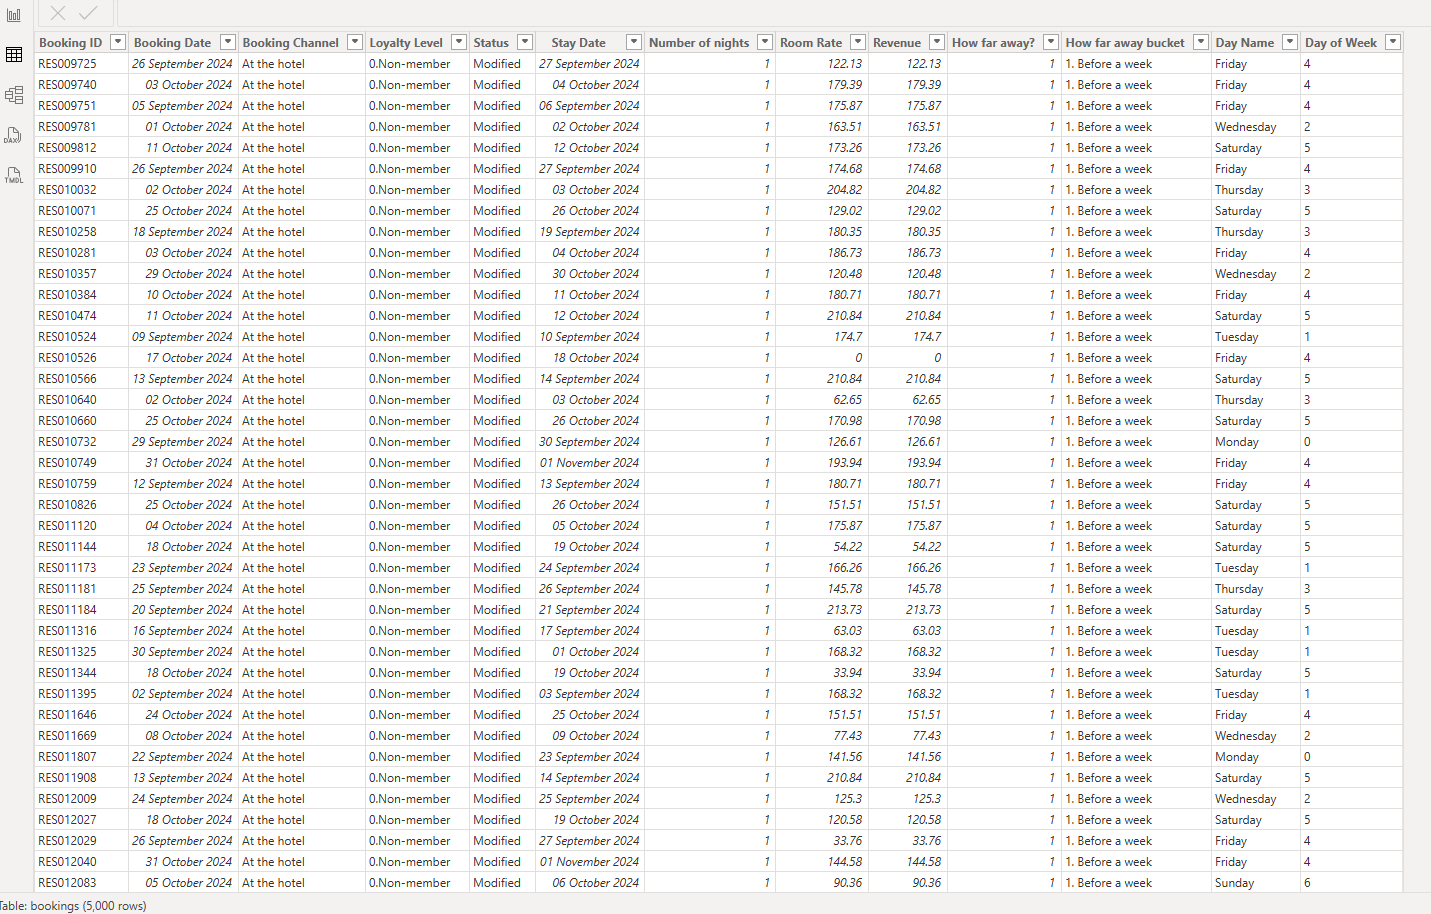 Booking ID Booking Date Booking Channel Loyalty Level Status Stay Date Number of nights Room Rate Revenue How far away? How far away bucket Day Name Day of Week
RES009725 26 September 2024 At the hotel 0.Non-member Modified 27 September 2024 1 122.13 122.13 1 1. Before a week Friday 4
RES009740 03 October 2024 At the hotel 0.Non-member Modified 04 October 2024 1 179.39 179.39 1 1. Before a week Friday 4
RES009751 05 September 2024 At the hotel 0.Non-member Modified 06 September 2024 1 175.87 175.87 1 1. Before a week Friday 4
DAX
RES009781 01 October 2024 At the hotel 0.Non-member Modified 02 October 2024 1 163.51 163.51 1 1. Before a week Wednesday 2
RES009812 11 October 2024 At the hotel 0.Non-member Modified 12 October 2024 1 173.26 173.26 1 1. Before a week Saturday 5
RES009910 26 September 2024 At the hotel 0.Non-member Modified 27 September 2024 1 174.68 174.68 1 1. Before a week Friday 4
TMDL
RES010032 02 October 2024 At the hotel 0.Non-member Modified 03 October 2024 1 204.82 204.82 1 1. Before a week Thursday 3
RES010071 25 October 2024 At the hotel 0.Non-member Modified 26 October 2024 1 129.02 129.02 1 1. Before a week Saturday 5
RES010258 18 September 2024 At the hotel 0.Non-member Modified 19 September 2024 1 180.35 180.35 1 1. Before a week Thursday 3
RES010281 03 October 2024 At the hotel 0.Non-member Modified 04 October 2024 1 186.73 186.73 1 1. Before a week Friday 4
RES010357 29 October 2024 At the hotel 0.Non-member Modified 30 October 2024 1 120.48 120.48 1 1. Before a week Wednesday 2
RES010384 10 October 2024 At the hotel 0.Non-member Modified 11 October 2024 1 180.71 180.71 1 1. Before a week Friday 4
RES010474 11 October 2024 At the hotel 0.Non-member Modified 12 October 2024 1 210.84 210.84 1 1. Before a week Saturday 5
RES010524 09 September 2024 At the hotel 0.Non-member Modified 10 September 2024 1 174.7 174.7 1 1. Before a week Tuesday 1
RES010526 17 October 2024 At the hotel 0.Non-member Modified 18 October 2024 1 0 0 1 1. Before a week Friday 4
RES010566 13 September 2024 At the hotel 0.Non-member Modified 14 September 2024 1 210.84 210.84 1 1. Before a week Saturday 5
RES010640 02 October 2024 At the hotel 0.Non-member Modified 03 October 2024 1 62.65 62.65 1 1. Before a week Thursday 3
RES010660 25 October 2024 At the hotel 0.Non-member Modified 26 October 2024 1 170.98 170.98 1 1. Before a week Saturday 5
RES010732 29 September 2024 At the hotel 0.Non-member Modified 30 September 2024 1 126.61 126.61 1 1. Before a week Monday 0
RES010749 31 October 2024 At the hotel 0.Non-member Modified 01 November 2024 1 193.94 193.94 1 1. Before a week Friday 4
RES010759 12 September 2024 At the hotel 0.Non-member Modified 13 September 2024 1 180.71 180.71 1 1. Before a week Friday 4
RES010826 25 October 2024 At the hotel 0.Non-member Modified 26 October 2024 1 151.51 151.51 1 1. Before a week Saturday 5
RES011120 04 October 2024 At the hotel 0.Non-member Modified 05 October 2024 1 175.87 175.87 1 1. Before a week Saturday 5
RES011144 18 October 2024 At the hotel 0.Non-member Modified 19 October 2024 1 54.22 54.22 1 1. Before a week Saturday 5
RES011173 23 September 2024 At the hotel 0.Non-member Modified 24 September 2024 1 166.26 166.26 1 1. Before a week Tuesday 1
RES011181 25 September 2024 At the hotel 0.Non-member Modified 26 September 2024 1 145.78 145.78 1 1. Before a week Thursday 3
RES011184 20 September 2024 At the hotel 0.Non-member Modified 21 September 2024 1 213.73 213.73 1 1. Before a week Saturday 5
RES011316 16 September 2024 At the hotel 0.Non-member Modified 17 September 2024 1 63.03 63.03 1 1. Before a week Tuesday 1
RES011325 30 September 2024 At the hotel 0.Non-member Modified 01 October 2024 1 168.32 168.32 1 1. Before a week Tuesday 1
RES011344 18 October 2024 At the hotel 0.Non-member Modified 19 October 2024 1 33.94 33.94 1 1. Before a week Saturday 5
RES011395 02 September 2024 At the hotel 0.Non-member Modified 03 September 2024 1 168.32 168.32 1 1. Before a week Tuesday 1
RES011646 24 October 2024 At the hotel 0.Non-member Modified 25 October 2024 1 151.51 151.51 1 1. Before a week Friday 4
RES011669 08 October 2024 At the hotel 0.Non-member Modified 09 October 2024 1 77.43 77.43 1 1. Before a week Wednesday 2
RES011807 22 September 2024 At the hotel 0.Non-member Modified 23 September 2024 1 141.56 141.56 1 1. Before a week Monday 0
RES011908 13 September 2024 At the hotel 0.Non-member Modified 14 September 2024 1 210.84 210.84 1 1. Before a week Saturday 5
RES012009 24 September 2024 At the hotel 0.Non-member Modified 25 September 2024 1 125.3 125.3 1 1. Before a week Wednesday 2
RES012027 18 October 2024 At the hotel 0.Non-member Modified 19 October 2024 1 120.58 120.58 1 1. Before a week Saturday 5
RES012029 26 September 2024 At the hotel 0.Non-member Modified 27 September 2024 1 33.76 33.76 1 1. Before a week Friday 4
RES012040 31 October 2024 At the hotel 0.Non-member Modified 01 November 2024 1 144.58 144.58 1 1. Before a week Friday 4
RES012083 05 October 2024 At the hotel 0.Non-member Modified 06 October 2024 1 90.36 90.36 1 1. Before a week Sunday 6
Table: bookings (5,000 rows)